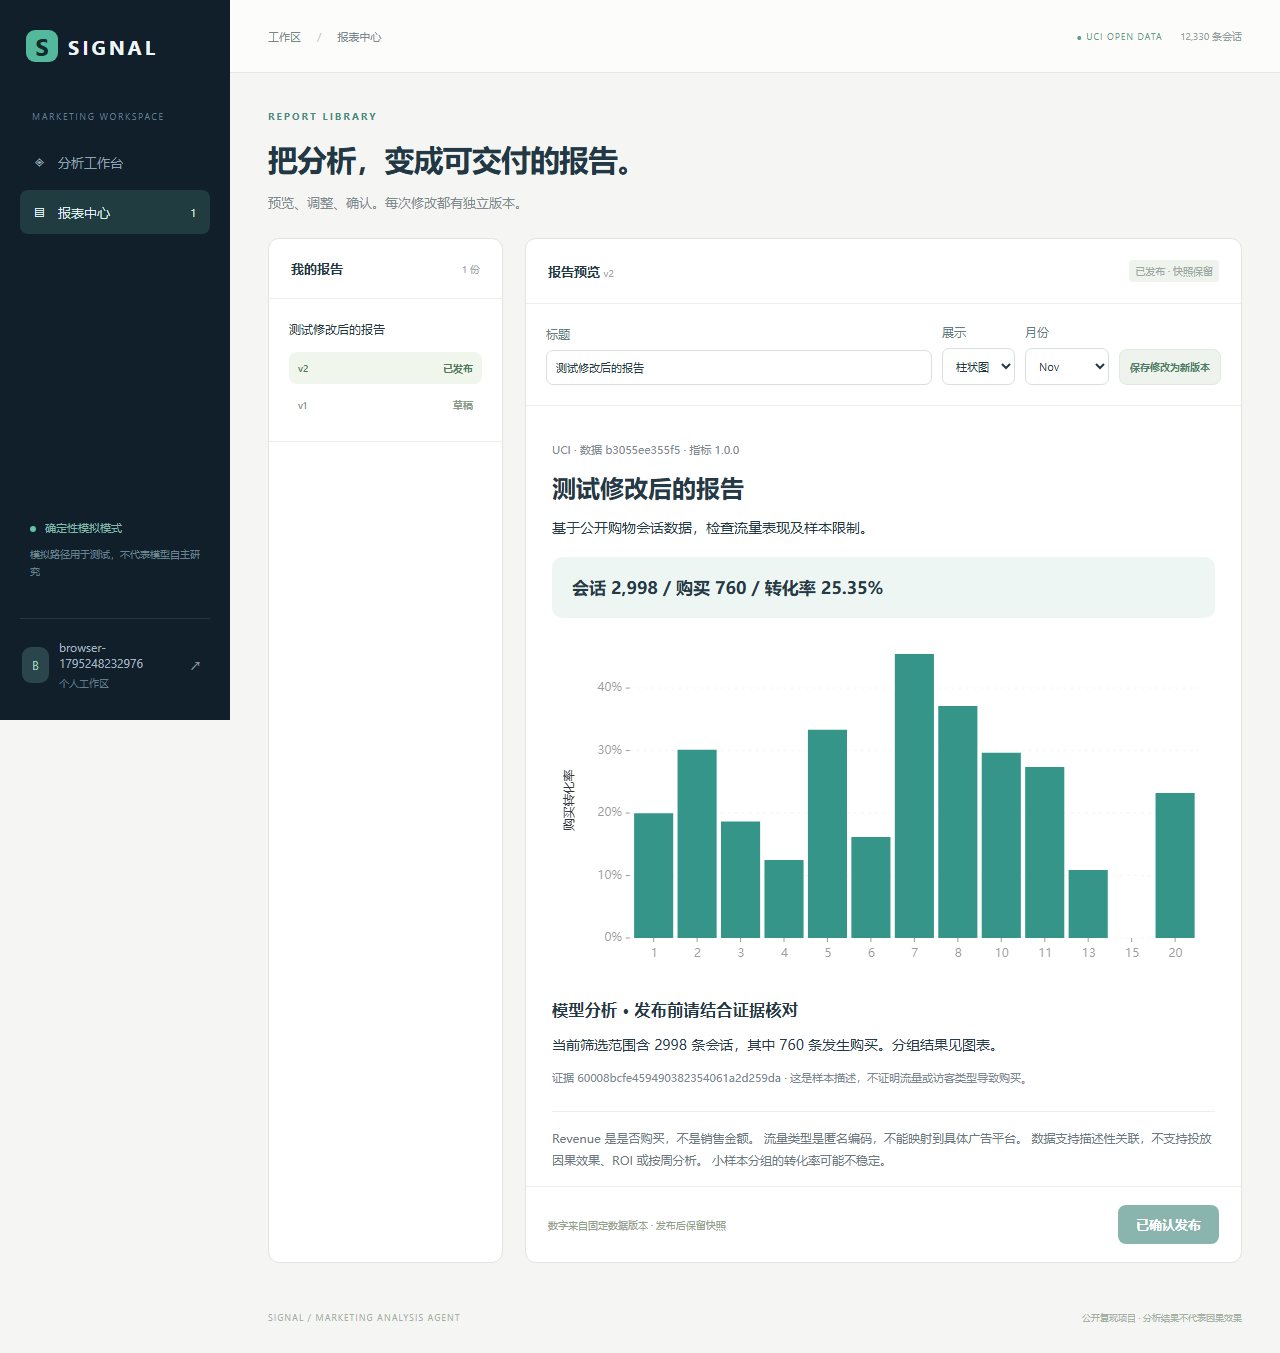 S SIGNAL
MARKETING WORKSPACE
分析工作台
报表中心 1
确定性模拟模式
模拟路径用于测试，不代表模型自主研
究
B
browser-
1795248232976
个人工作区
↗
工作区 / 报表中心
UCI OPEN DATA 12,330 条会话
REPORT LIBRARY
把分析，变成可交付的报告。
预览、调整、确认。每次修改都有独立版本。
我的报告 1 份
测试修改后的报告
v2 已发布
v1 草稿
报告预览 v2
已发布 · 快照保留
标题
测试修改后的报告
展示
柱状图
月份
Nov
保存修改为新版本
UCI · 数据 b3055ee355f5 · 指标 1.0.0
测试修改后的报告
基于公开购物会话数据，检查流量表现及样本限制。
会话 2,998 / 购买 760 / 转化率 25.35%
购买转化率
40%
30%
20%
10%
0%
1 2 3 4 5 6 7 8 10 11 13 15 20
模型分析 • 发布前请结合证据核对
当前筛选范围含 2998 条会话，其中 760 条发生购买。分组结果见图表。
证据 60008bcfe459490382354061a2d259da · 这是样本描述，不证明流量或访客类型导致购买。
Revenue 是是否购买，不是销售金额。 流量类型是匿名编码，不能映射到具体广告平台。 数据支持描述性关联，不支持投放
因果效果、ROI 或按周分析。 小样本分组的转化率可能不稳定。
数字来自固定数据版本 · 发布后保留快照
已确认发布
SIGNAL / MARKETING ANALYSIS AGENT
公开复现项目 · 分析结果不代表因果效果